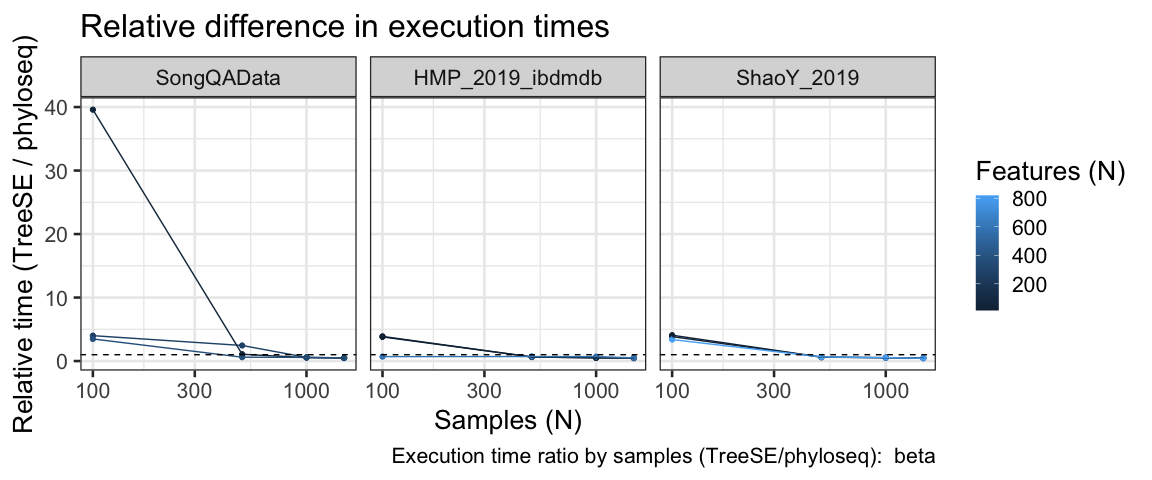 Relative difference in execution times
SongQAData
HMP_2019_ibdmdb
ShaoY_2019
Relative time (TreeSE / phyloseq)
40
30
20
10
0
100 300 1000
100 300 1000
100 300 1000
Samples (N)
Features (N)
800
600
400
200
Execution time ratio by samples (TreeSE/phyloseq): beta